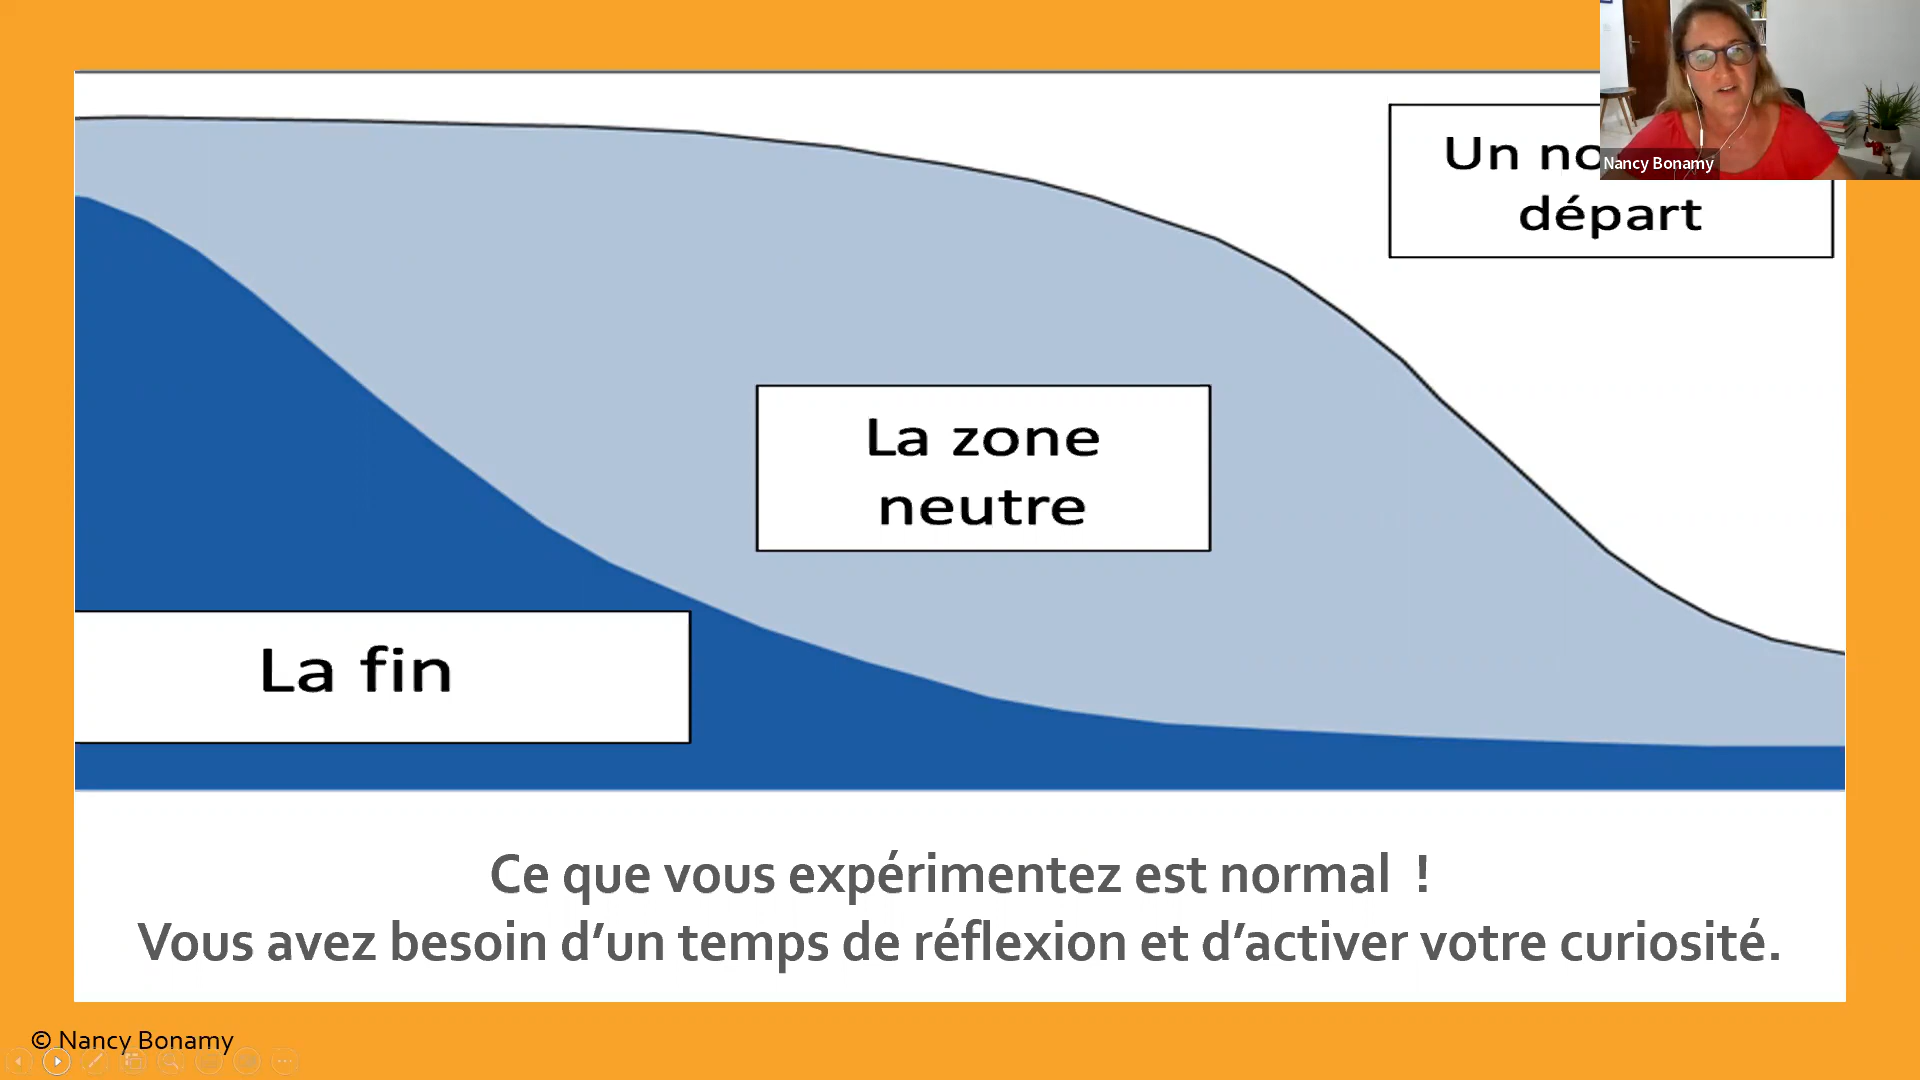 Un
départ
Nancy Bonamy
La zone
neutre
La fin
Ce que vous expérimentez est normal !
Vous avez besoin d’un temps de réflexion et d’activer votre curiosité.
© Nancy Bonamy